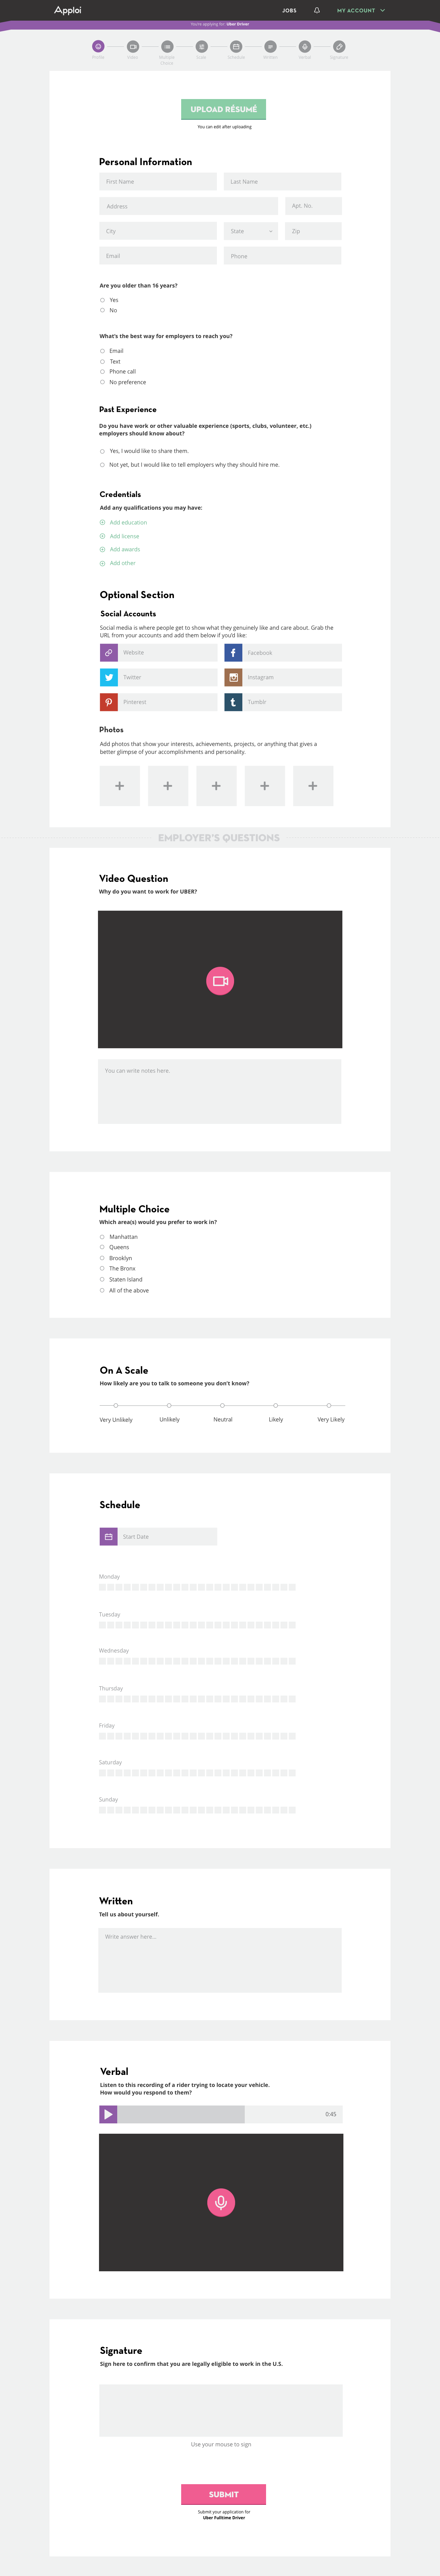 Apploi
JOBS
MY ACCOUNT
You're applying for: Uber Driver
Profile
Video
Multiple
Choice
Scale
Schedule
Written
Verbal
Signature
UPLOAD RÉSUMÉ
You can edit after uploading
Personal Information
First Name
Last Name
Address
Apt. No.
City
State
Zip
Email
Phone
Are you older than 16 years?
Yes
No
What's the best way for employers to reach you?
Email
Text
Phone call
No preference
Past Experience
Do you have work or other valuable experience (sports, clubs, volunteer, etc.)
employers should know about?
Yes, I would like to share them.
Not yet, but I would like to tell employers why they should hire me.
Credentials
Add any qualifications you may have:
Add education
Add license
Add awards
Add other
Optional Section
Social Accounts
Social media is where people get to show what they genuinely like and care about. Grab the
URL from your accounts and add them below if you'd like:
Website
Facebook
Twitter
Instagram
Pinterest
Tumblr
Photos
Add photos that show your interests, achievements, projects, or anything that gives a
better glimpse of your accomplishments and personality.
EMPLOYER'S QUESTIONS
Video Question
Why do you want to work for UBER?
You can write notes here.
Multiple Choice
Which area(s) would you prefer to work in?
Manhattan
Queens
Brooklyn
The Bronx
Staten Island
All of the above
On A Scale
How likely are you to talk to someone you don't know?
Very Unlikely
Unlikely
Neutral
Likely
Very Likely
Schedule
Start Date
Monday
Tuesday
Wednesday
Thursday
Friday
Saturday
Sunday
Written
Tell us about yourself.
Write answer here...
Verbal
Listen to this recording of a rider trying to locate your vehicle.
How would you respond to them?
0:45
Signature
Sign here to confirm that you are legally eligible to work in the U.S.
Use your mouse to sign
SUBMIT
Submit your application for
Uber Fulltime Driver